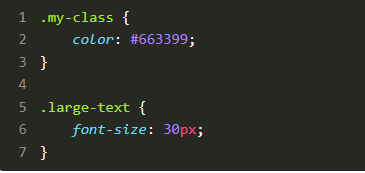 1 .my-class {
2     color: #663399;
3 }
4
5 .large-text {
6     font-size: 30px;
7 }